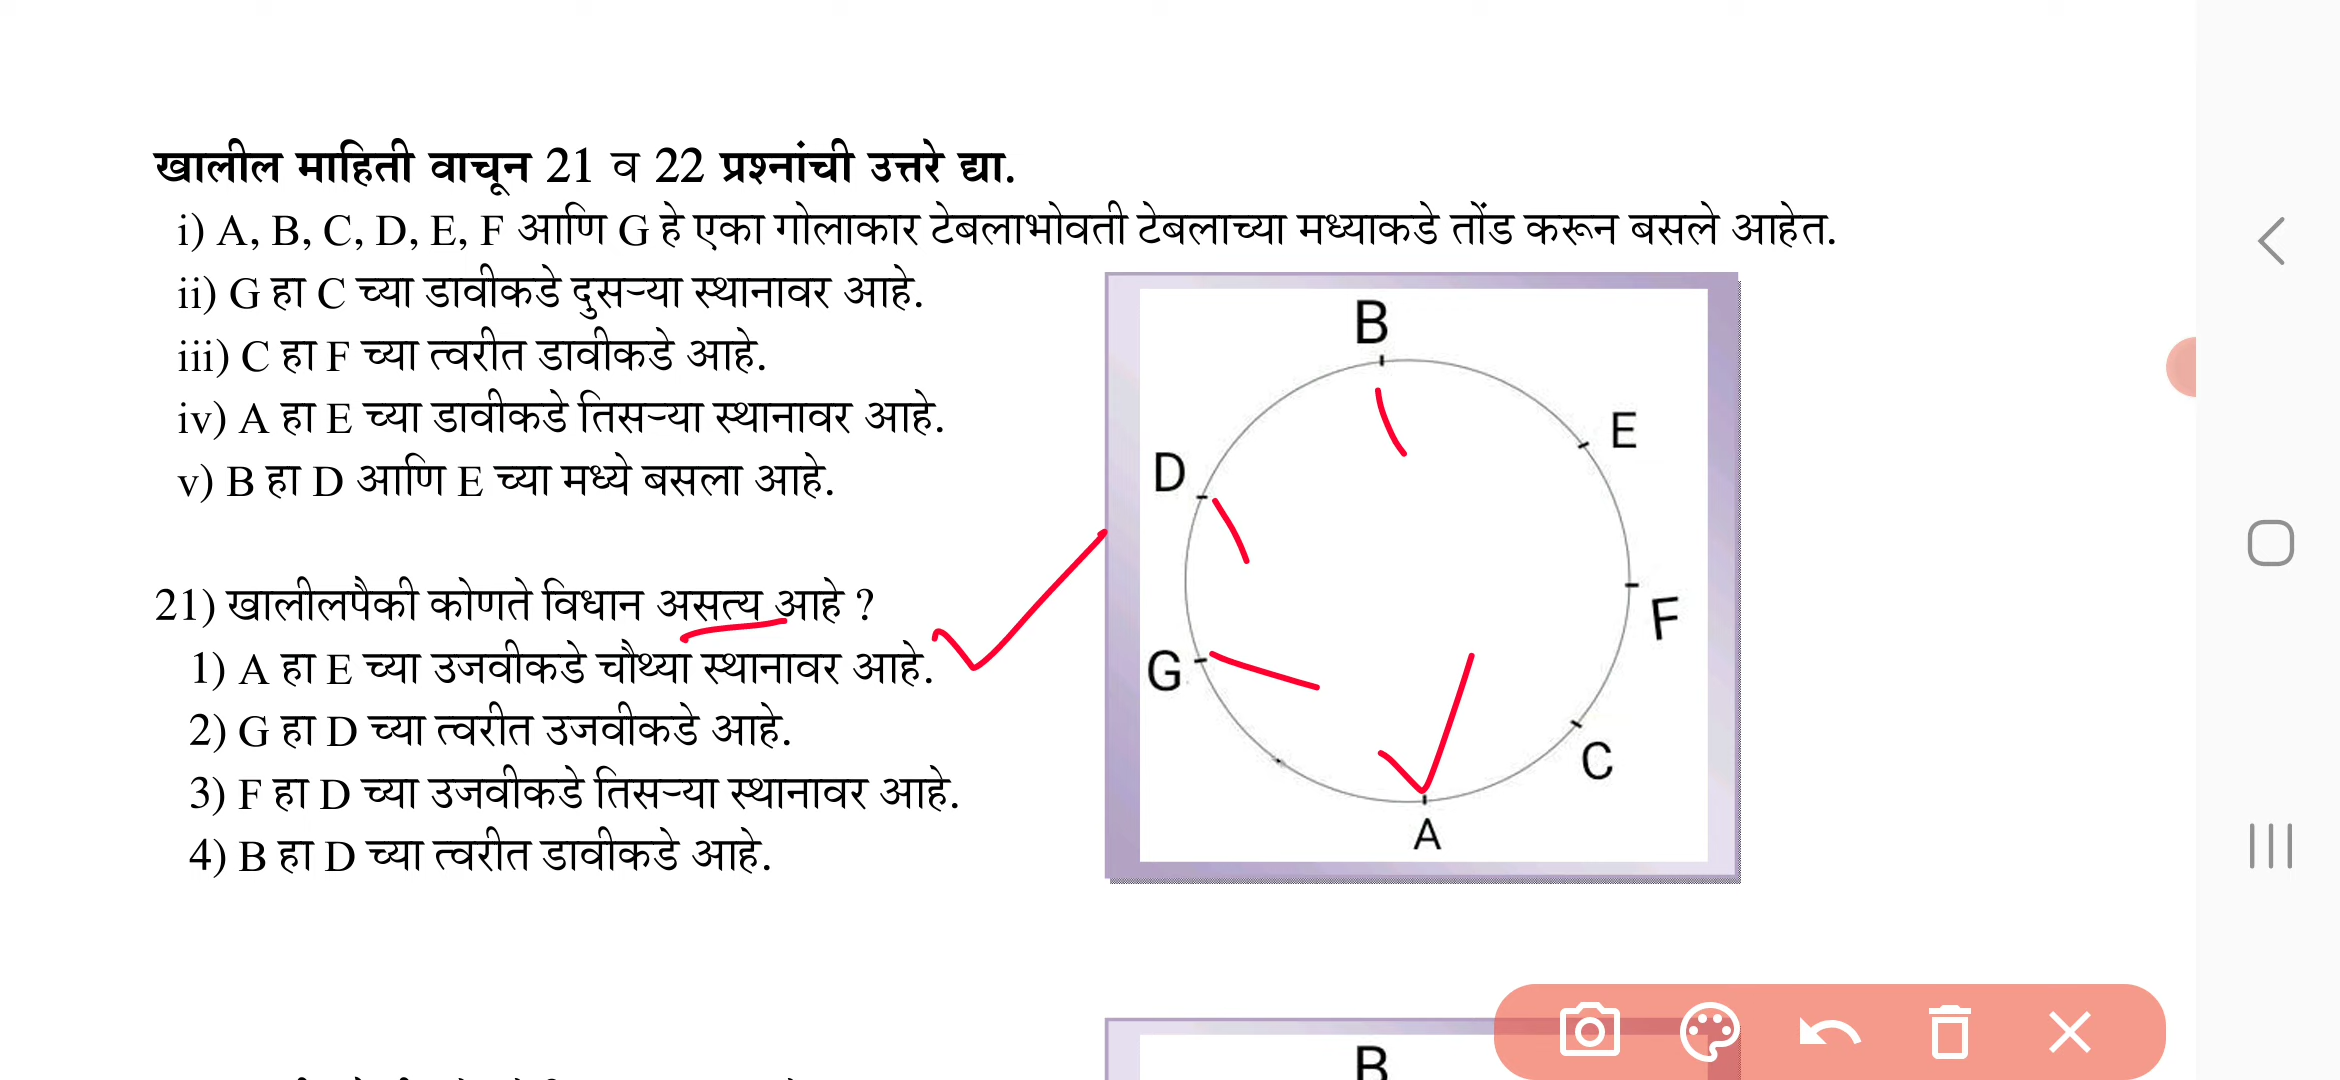 खालील माहिती वाचून 21 व 22 प्रश्नांची उत्तरे द्या.
i) A, B, C, D, E, F आणि G हे एका गोलाकार टेबलाभोवती टेबलाच्या मध्याकडे तोंड करून बसले आहेत.
ii) G हा C च्या डावीकडे दुसऱ्या स्थानावर आहे.
iii) C हा F च्या त्वरीत डावीकडे आहे.
iv) A हा E च्या डावीकडे तिसऱ्या स्थानावर आहे.
v) B हा D आणि E च्या मध्ये बसला आहे.
21) खालीलपैकी कोणते विधान असत्य आहे ?
1) A हा E च्या उजवीकडे चौथ्या स्थानावर आहे.
2) G हा D च्या त्वरीत उजवीकडे आहे.
3) F हा D च्या उजवीकडे तिसऱ्या स्थानावर आहे.
4) B हा D च्या त्वरीत डावीकडे आहे.
B
E
D
F
G
C
A
B